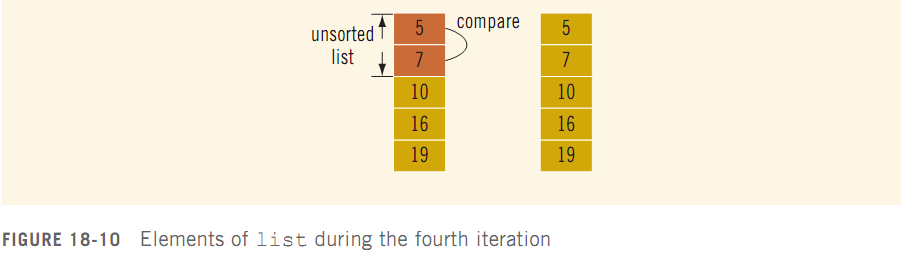 unsorted
list
5
7
10
16
19
compare
5
7
10
16
19
FIGURE 18-10 Elements of list during the fourth iteration